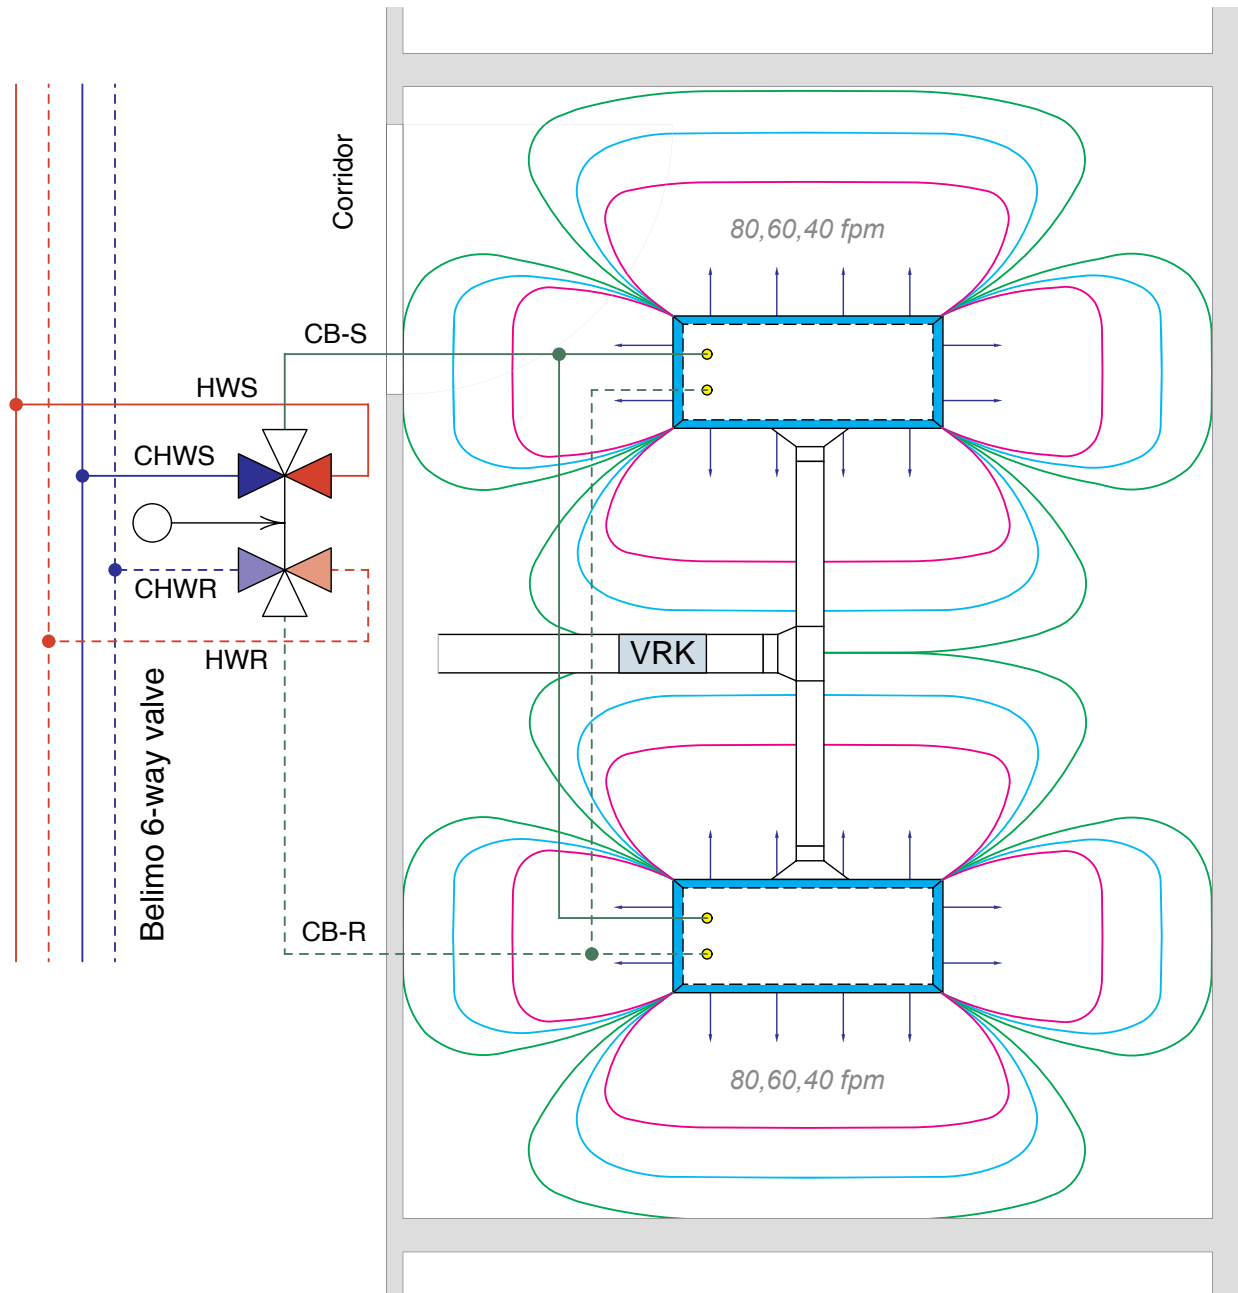 Corridor
80,60,40 fpm
CB-S
HWS
CHWS
CHWR
HWR
VRK
Belimo 6-way valve
CB-R
80,60,40 fpm